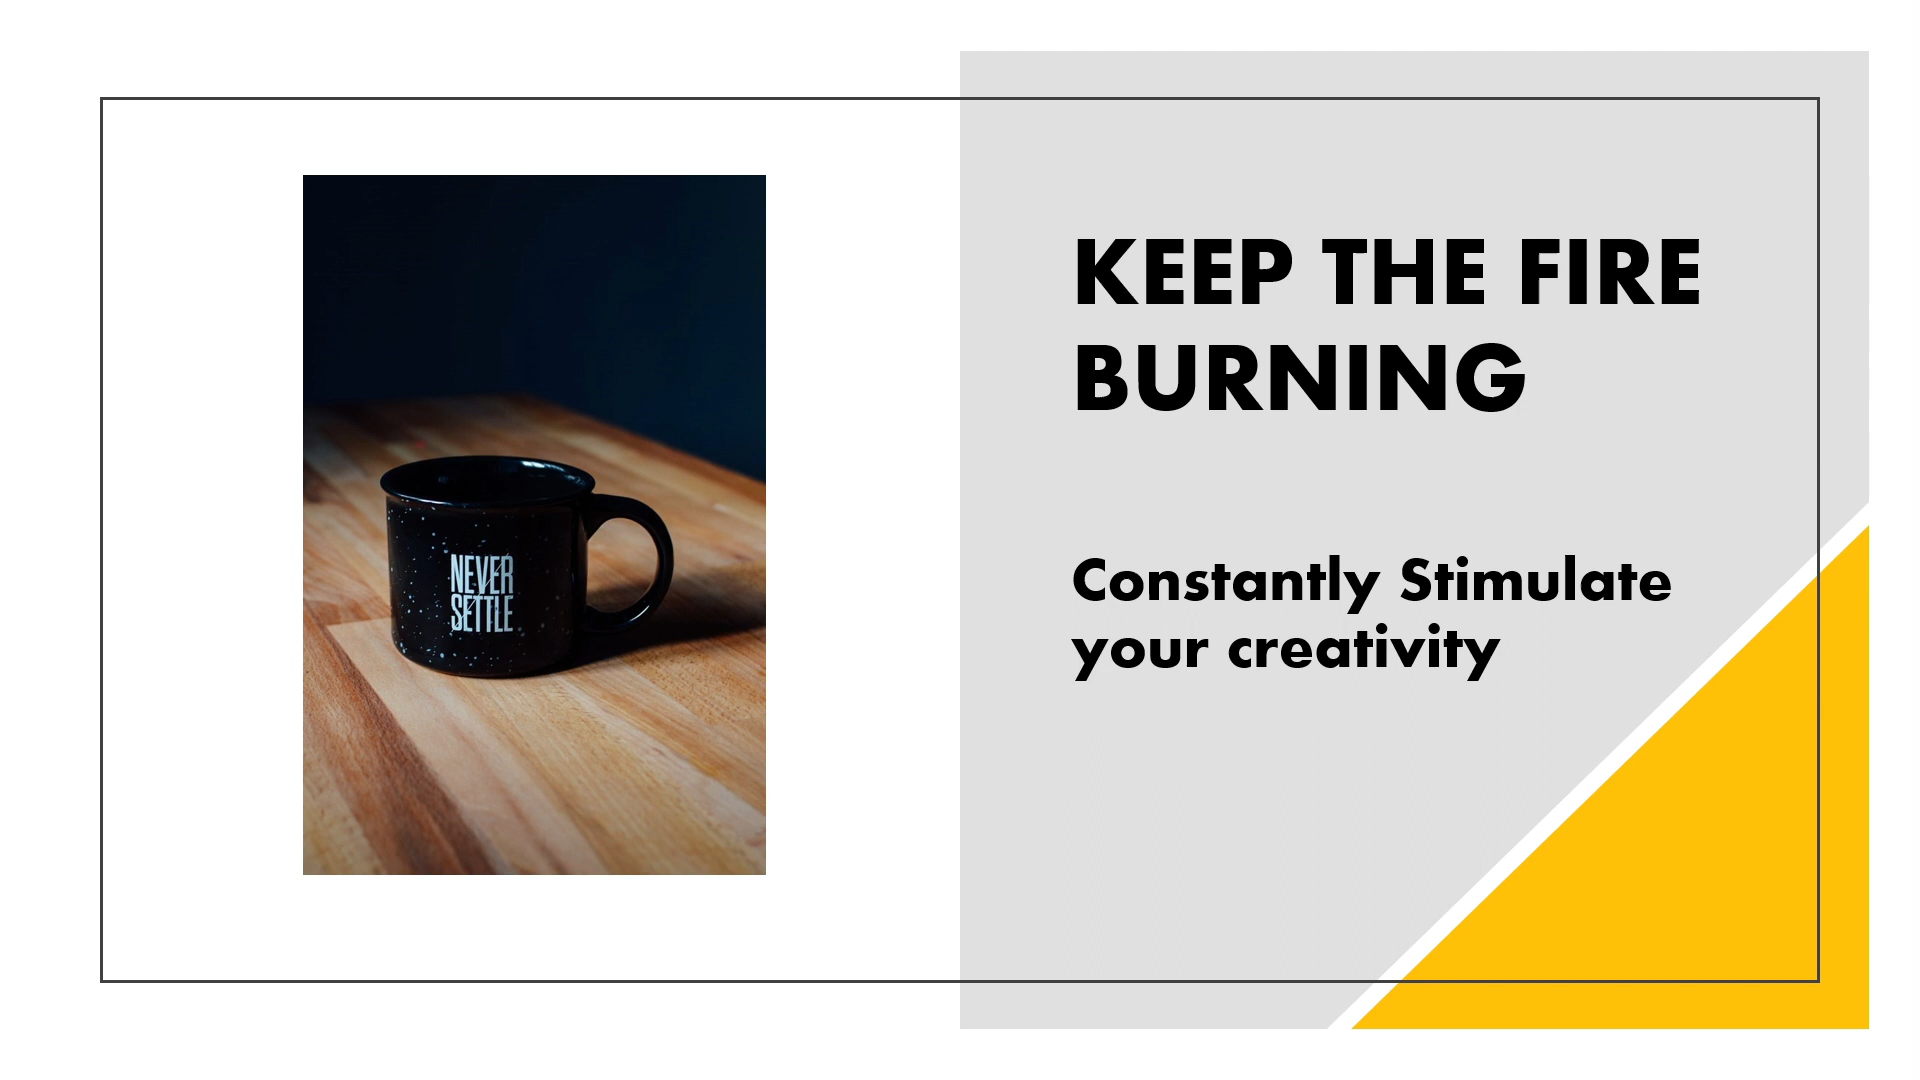 NEVER
SETTLE
KEEP THE FIRE
BURNING
Constantly Stimulate
your creativity